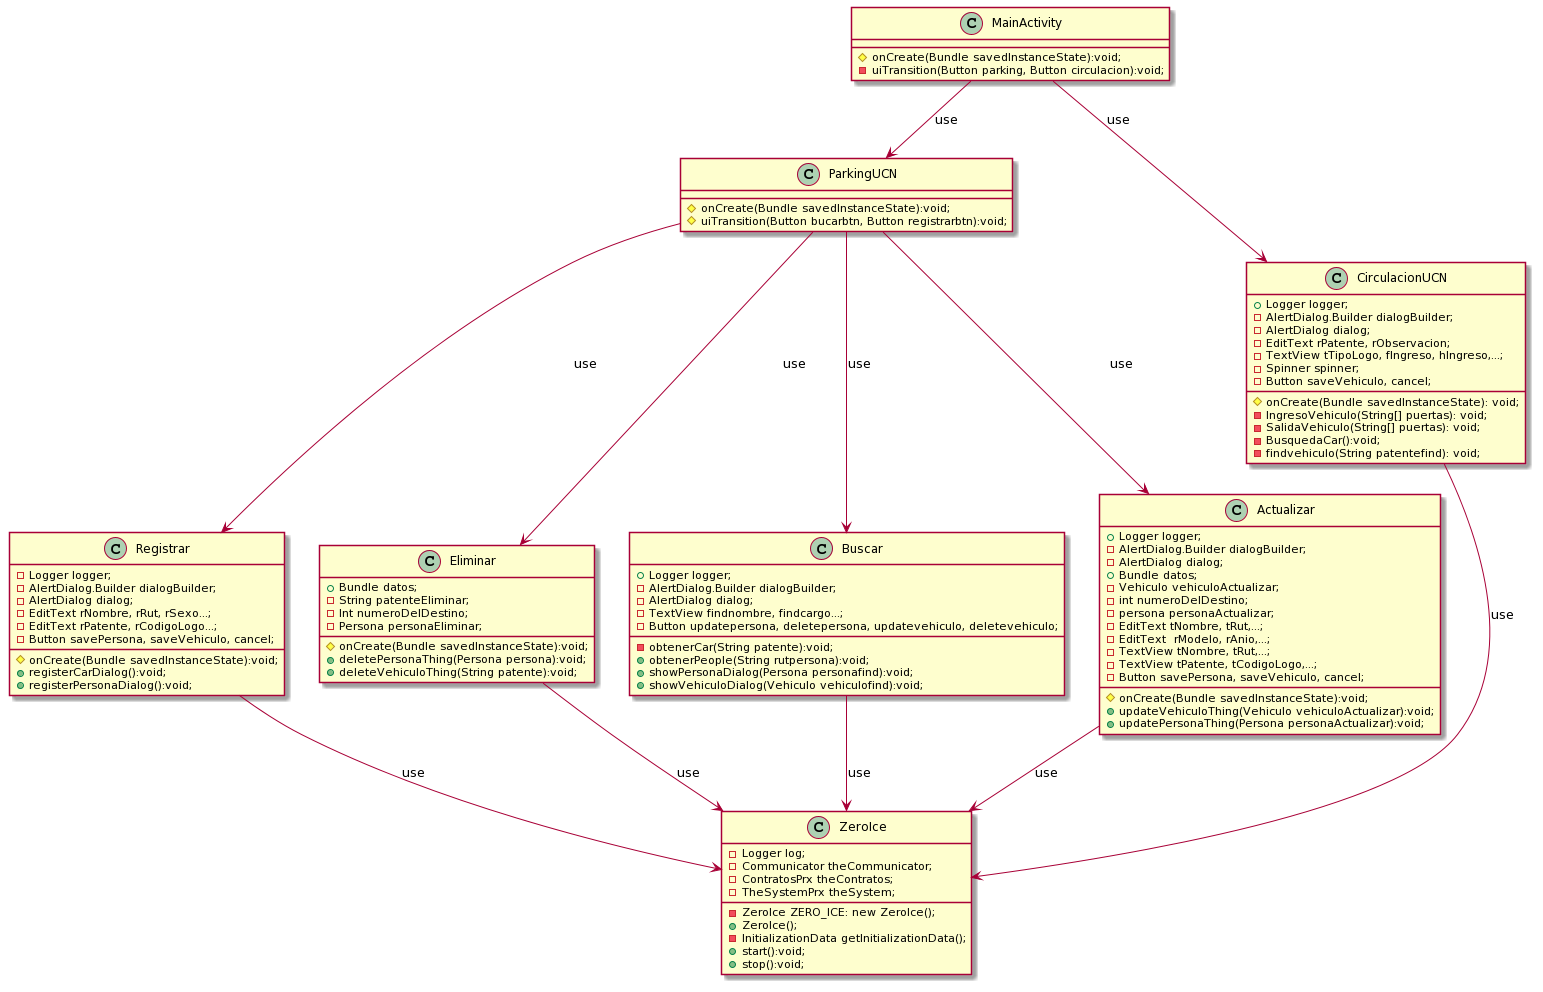 C MainActivity
onCreate(Bundle savedInstanceState):void;
uiTransition(Button parking, Button circulacion):void;
use
use
C ParkingUCN
onCreate(Bundle savedInstanceState):void;
uiTransition(Button bucarbtn, Button registrarbtn):void;
C CirculacionUCN
Logger logger;
AlertDialog.Builder dialogBuilder;
AlertDialog dialog;
EditText rPatente, rObservacion;
TextView tTipoLogo, fIngreso, hIngreso,...;
Spinner spinner;
Button saveVehiculo, cancel;
onCreate(Bundle savedInstanceState): void;
IngresoVehiculo(String[] puertas): void;
SalidaVehiculo(String[] puertas): void;
BusquedaCar():void;
findvehiculo(String patentefind): void;
use
use
use
use
C Registrar
Logger logger;
AlertDialog.Builder dialogBuilder;
AlertDialog dialog;
EditText rNombre, rRut, rSexo...;
EditText rPatente, rCodigoLogo...;
Button savePersona, saveVehiculo, cancel;
onCreate(Bundle savedInstanceState):void;
registerCarDialog():void;
registerPersonaDialog():void;
C Eliminar
Bundle datos;
String patenteEliminar;
Int numeroDelDestino;
Persona personaEliminar;
onCreate(Bundle savedInstanceState):void;
deletePersonaThing(Persona persona):void;
deleteVehiculoThing(String patente):void;
C Buscar
Logger logger;
AlertDialog.Builder dialogBuilder;
AlertDialog dialog;
TextView findnombre, findcargo...;
Button updatepersona, deletepersona, updatevehiculo, deletevehiculo;
obtenerCar(String patente):void;
obtenerPeople(String rutpersona):void;
showPersonaDialog(Persona personafind):void;
showVehiculoDialog(Vehiculo vehiculofind):void;
C Actualizar
Logger logger;
AlertDialog.Builder dialogBuilder;
AlertDialog dialog;
Bundle datos;
Vehiculo vehiculoActualizar;
int numeroDelDestino;
persona personaActualizar;
EditText tNombre, tRut,...;
EditText  rModelo, rAnio,...;
TextView tNombre, tRut,...;
TextView tPatente, tCodigoLogo,...;
Button savePersona, saveVehiculo, cancel;
onCreate(Bundle savedInstanceState):void;
updateVehiculoThing(Vehiculo vehiculoActualizar):void;
updatePersonaThing(Persona personaActualizar):void;
use
use
use
use
use
C ZeroIce
Logger log;
Communicator theCommunicator;
ContratosPrx theContratos;
TheSystemPrx theSystem;
ZeroIce ZERO_ICE: new ZeroIce();
ZeroIce();
InitializationData getInitializationData();
start():void;
stop():void;